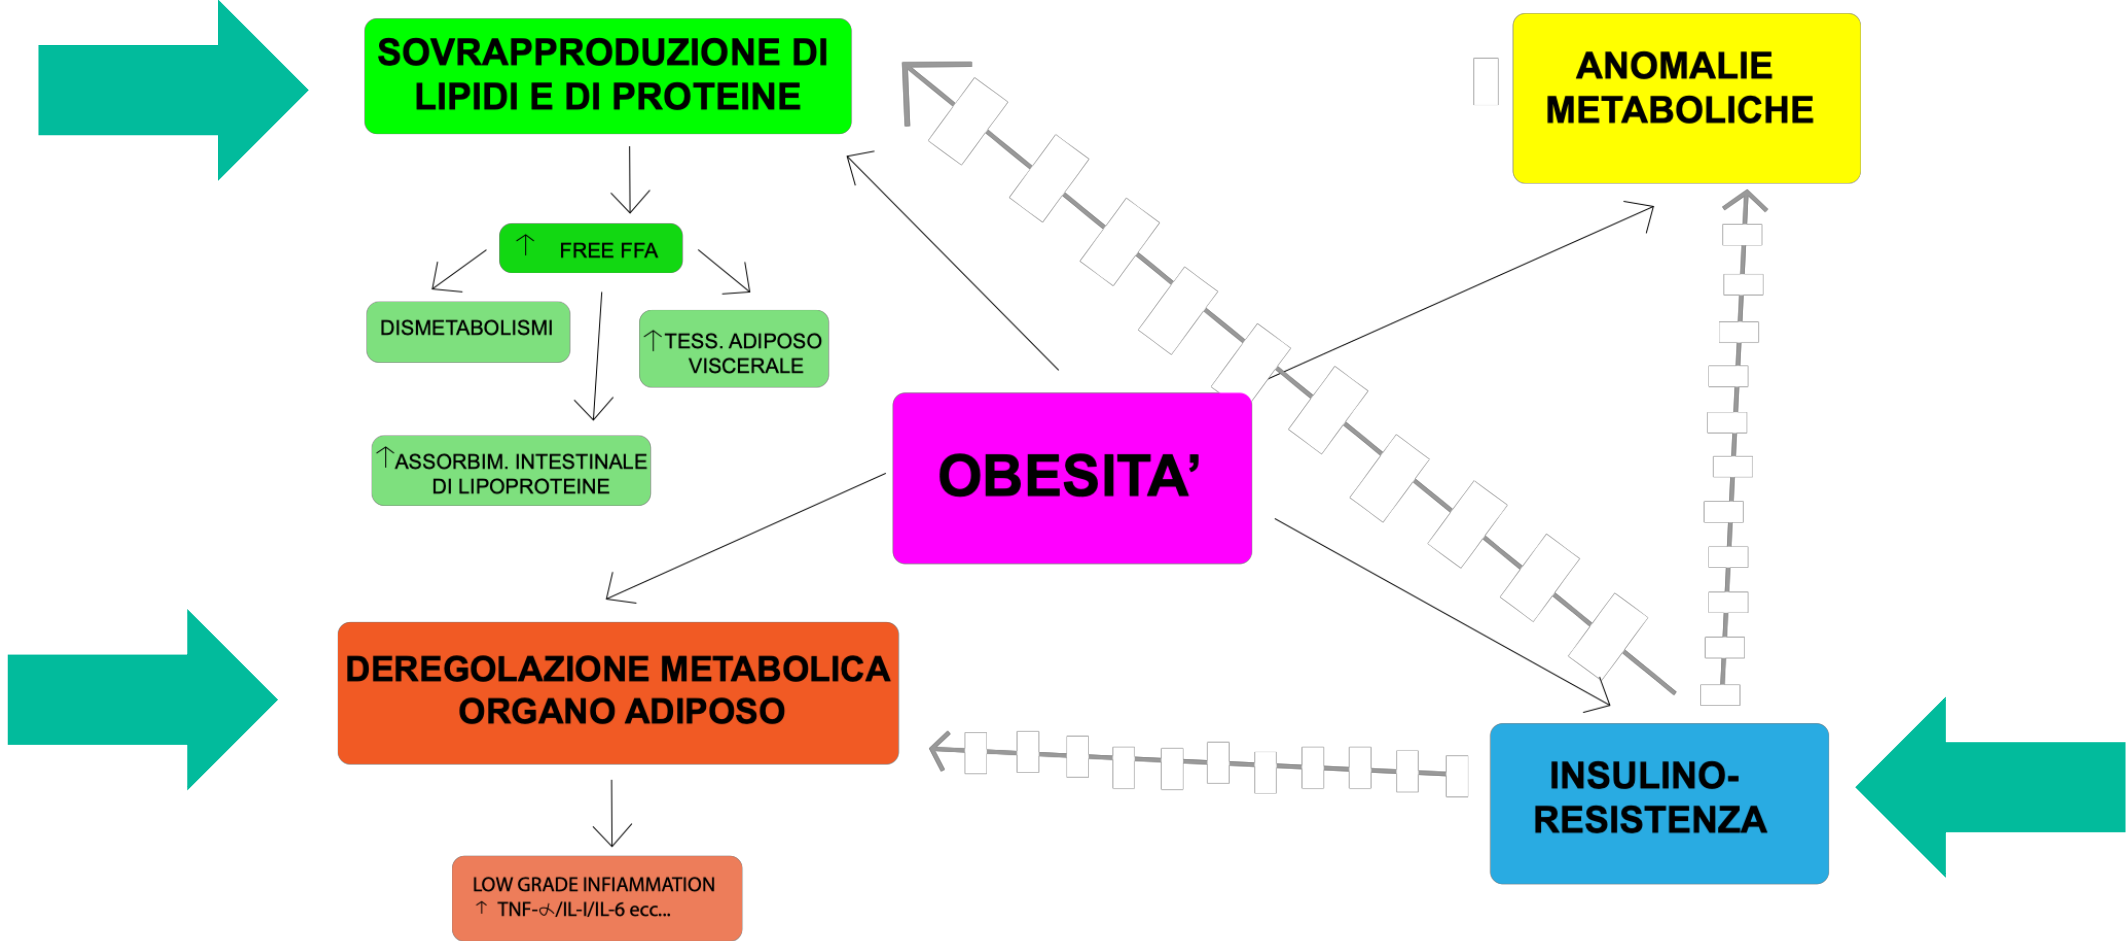 SOVRAPPRODUZIONE DI
LIPIDI E DI PROTEINE
ANOMALIE
METABOLICHE
↑ FREE FFA
DISMETABOLISMI
↑TESS. ADIPOSO
VISCERALE
↑ASSORBIM. INTESTINALE
DI LIPOPROTEINE
OBESITA’
DEREGOLAZIONE METABOLICA
ORGANO ADIPOSO
INSULINO-
RESISTENZA
LOW GRADE INFIAMMATION
↑ TNF-α/IL-I/IL-6 ecc...